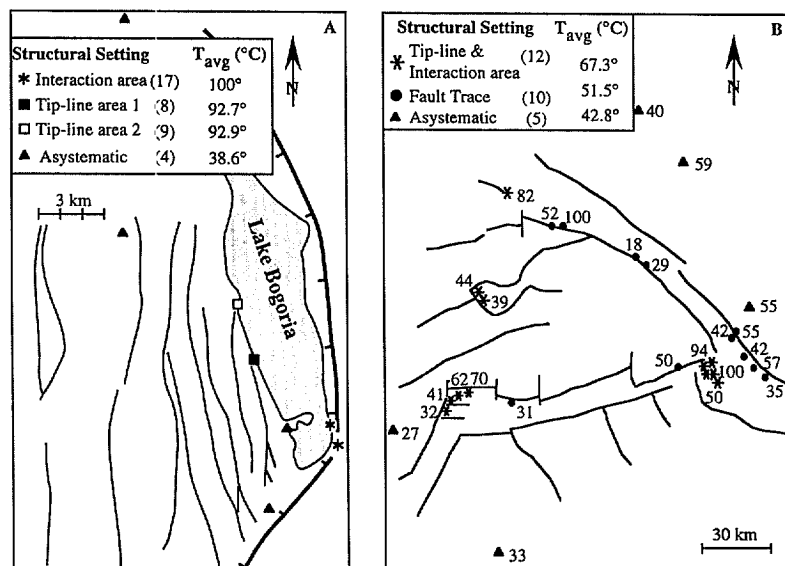 A
Structural Setting T avg (°C)
Interaction area (17) 100°
Tip-line area 1 (8) 92.7°
Tip-line area 2 (9) 92.9°
Asystematic (4) 38.6°
N
3 km
Lake Bogoria
B
Structural Setting T avg (°C)
Tip-line & (12)
Interaction area 67.3°
Fault Trace (10) 51.5°
Asystematic (5) 42.8°
N
40
59
82
52 100
18
29
44
39
55
42 55
42
94
57
50
100
35
50
62 70
41
32
31
27
33
30 km